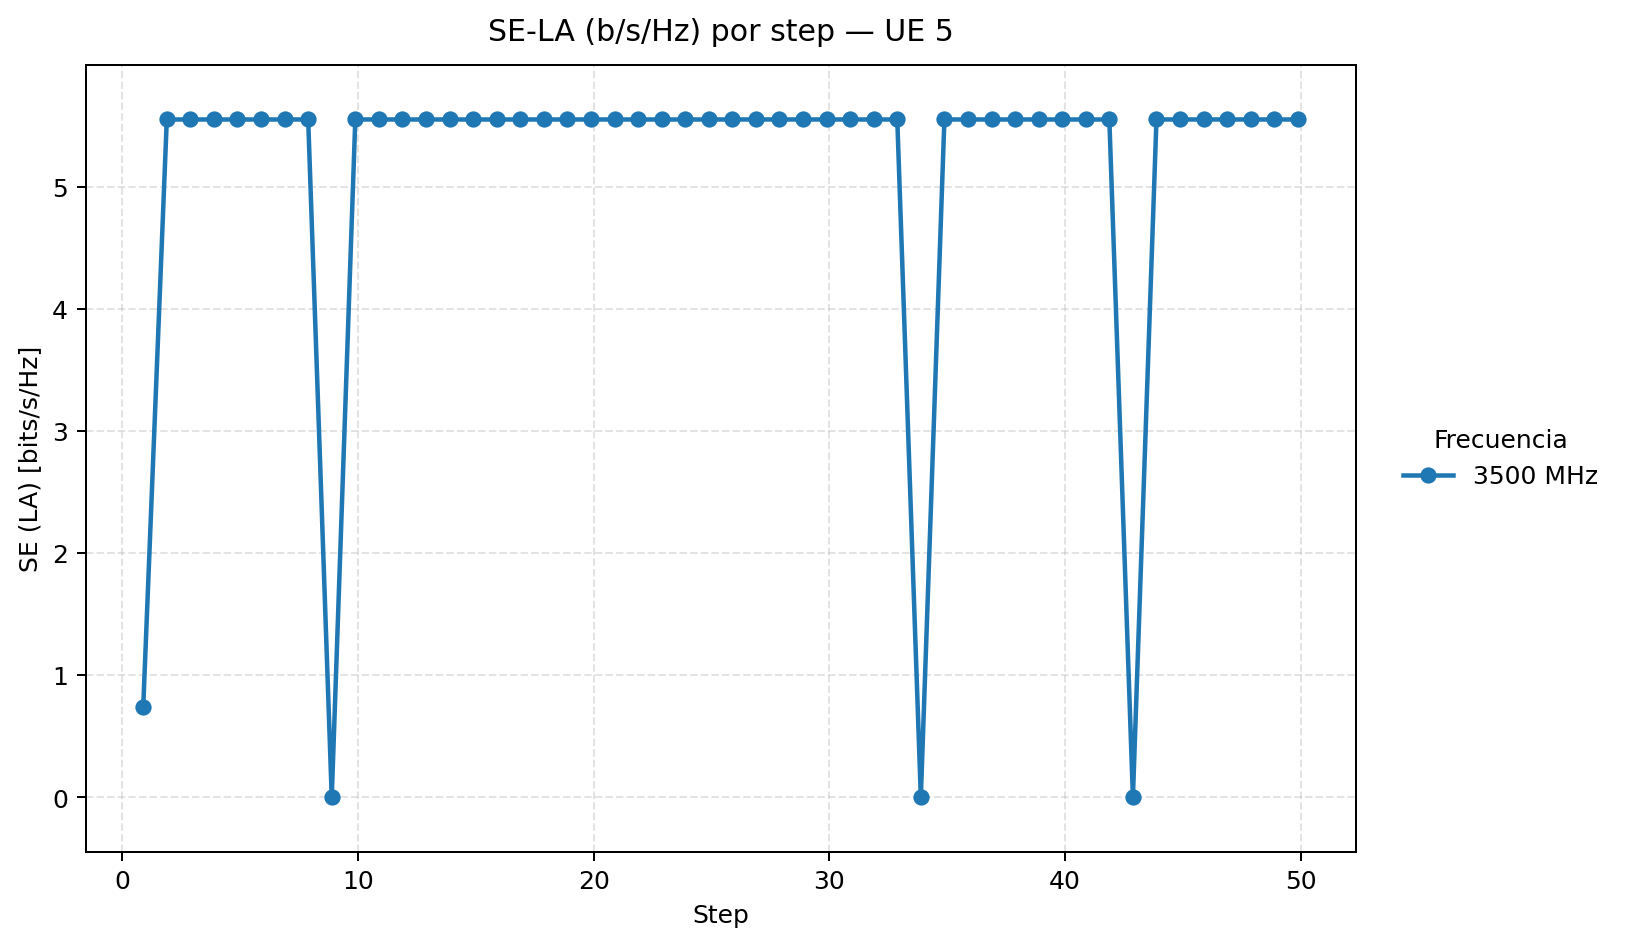 SE-LA (b/s/Hz) por step — UE 5
SE (LA) [bits/s/Hz]
5
4
3
2
1
0
0 10 20 30 40 50
Step
Frecuencia
3500 MHz